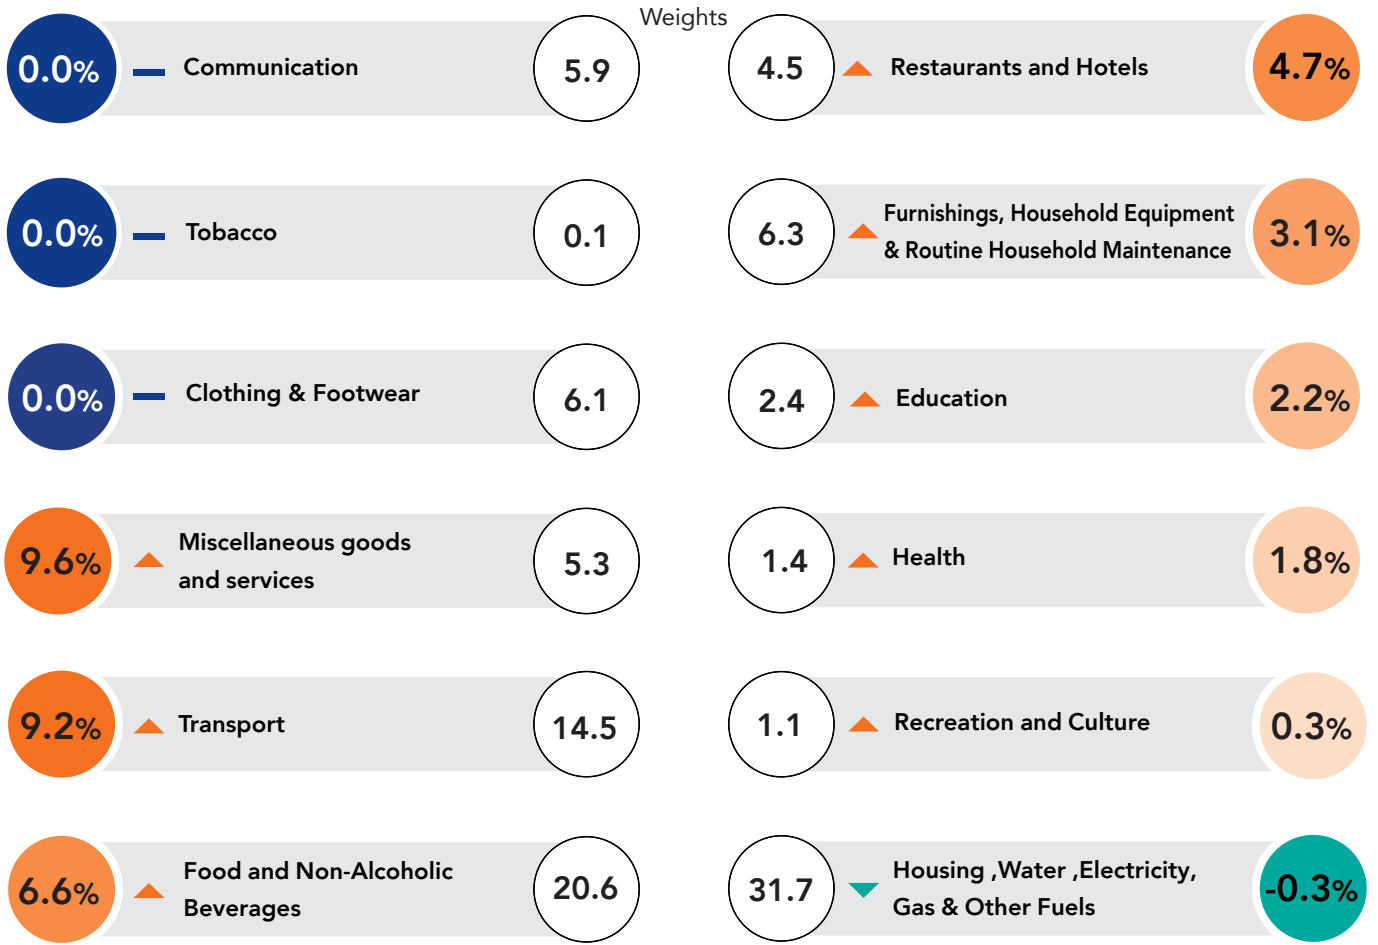 Weights
0.0% Communication 5.9
4.5 Restaurants and Hotels 4.7%
0.0% Tobacco 0.1
6.3 Furnishings, Household Equipment
& Routine Household Maintenance 3.1%
0.0% Clothing & Footwear 6.1
2.4 Education 2.2%
9.6% Miscellaneous goods
and services 5.3
1.4 Health 1.8%
9.2% Transport 14.5
1.1 Recreation and Culture 0.3%
6.6% Food and Non-Alcoholic
Beverages 20.6
31.7 Housing ,Water ,Electricity,
Gas & Other Fuels -0.3%